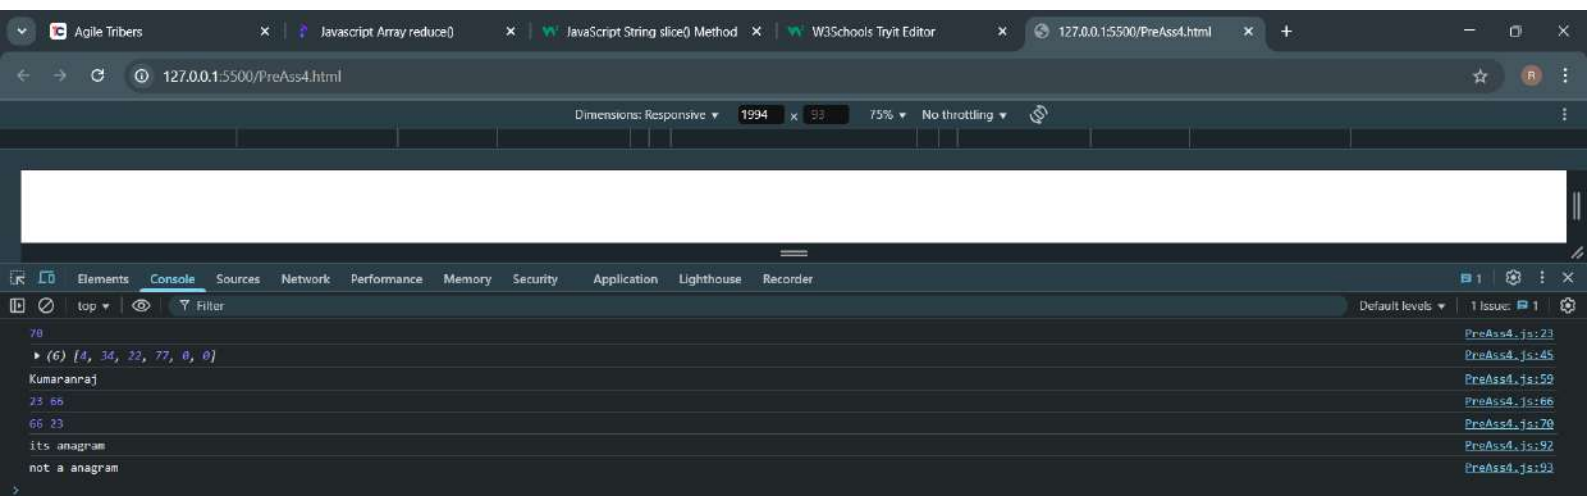 Agile Tribers Javascript Array reduce() JavaScript String slice() Method W3Schools Tryit Editor 127.0.0.1:5500/PreAss4.html
127.0.0.1:5500/PreAss4.html R
Dimensions: Responsive 1994 x 93 75% No throttling
Elements Console Sources Network Performance Memory Security Application Lighthouse Recorder 1
top Filter Default levels 1 Issue: 1
70 PreAss4.js:23
(6) [4, 34, 22, 77, 0, 0] PreAss4.js:45
Kumaranraj PreAss4.js:59
23 66 PreAss4.js:66
66 23 PreAss4.js:70
its anagram PreAss4.js:92
not a anagram PreAss4.js:93